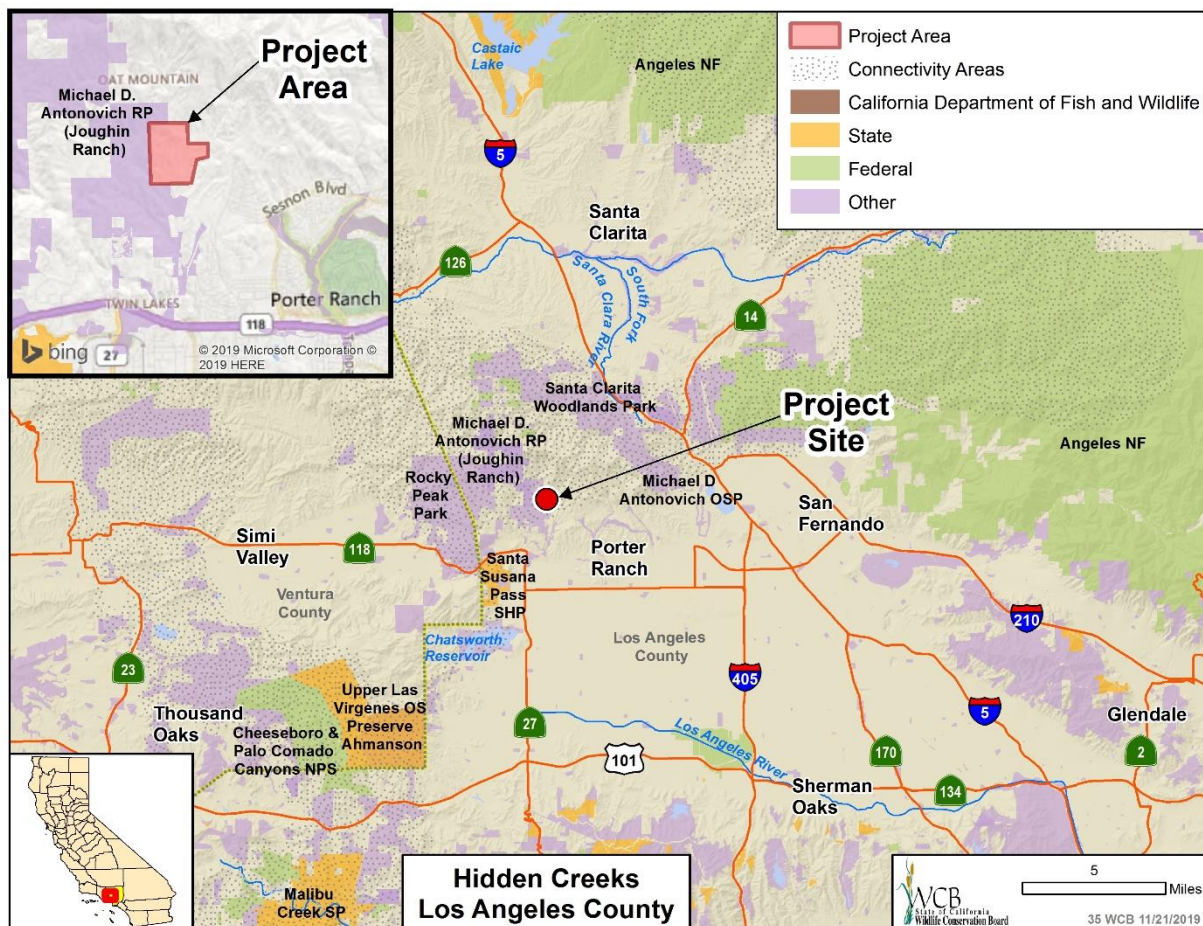 Project
Area
OAT MOUNTAIN
Michael D.
Antonovich RP
(Joughin
Ranch)
Sesnon Blvd
Porter Ranch
TWIN LAKES
118
bing
27
© 2019 Microsoft Corporation ©
2019 HERE
Project Area
Connectivity Areas
California Department of Fish and Wildlife
State
Federal
Other
Castaic
Lake
Angeles NF
5
Santa
Clarita
126
South Fork
Santa Clara River
14
Santa Clarita
Woodlands Park
Project
Site
Michael D.
Antonovich RP
(Joughin
Ranch)
Angeles NF
Rocky
Peak
Park
Michael D
Antonovich OSP
San
Fernando
Simi
Valley
118
Porter
Ranch
Santa
Susana
Pass
SHP
Ventura
County
210
Chatsworth
Reservoir
Los Angeles
County
23
405
Upper Las
Virgenes OS
Preserve
Ahmanson
Thousand
Oaks
Cheeseboro &
Palo Comado
Canyons NPS
27
5
Glendale
Los Angeles River
101
170
2
Sherman
Oaks
134
Malibu
Creek SP
Hidden Creeks
Los Angeles County
WCB
State of California
Wildlife Conservation Board
5
Miles
35 WCB 11/21/2019